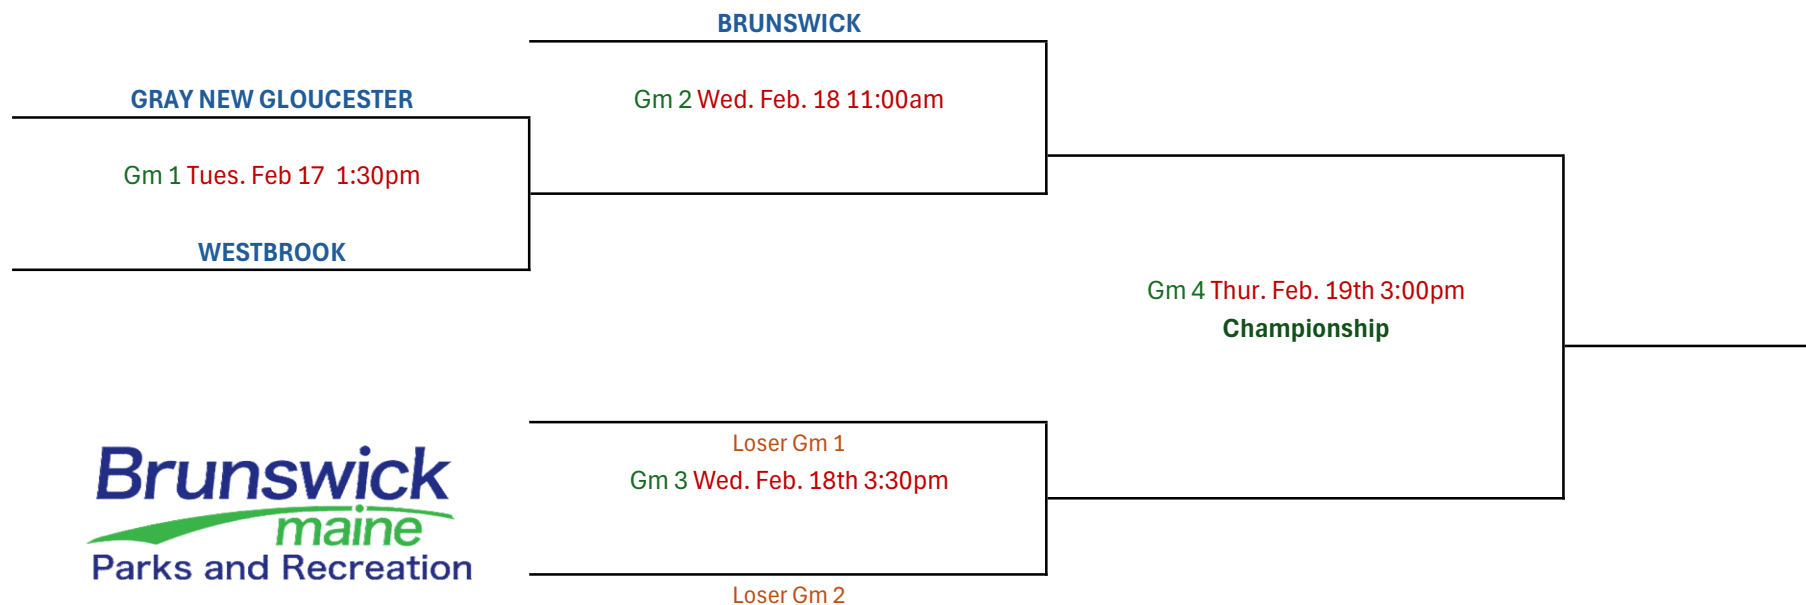 BRUNSWICK
GRAY NEW GLOUCESTER
Gm 2 Wed. Feb. 18 11:00am
Gm 1 Tues. Feb 17  1:30pm
WESTBROOK
Gm 4 Thur. Feb. 19th 3:00pm
Championship
Loser Gm 1
Gm 3 Wed. Feb. 18th 3:30pm
Loser Gm 2
Brunswick
maine
Parks and Recreation